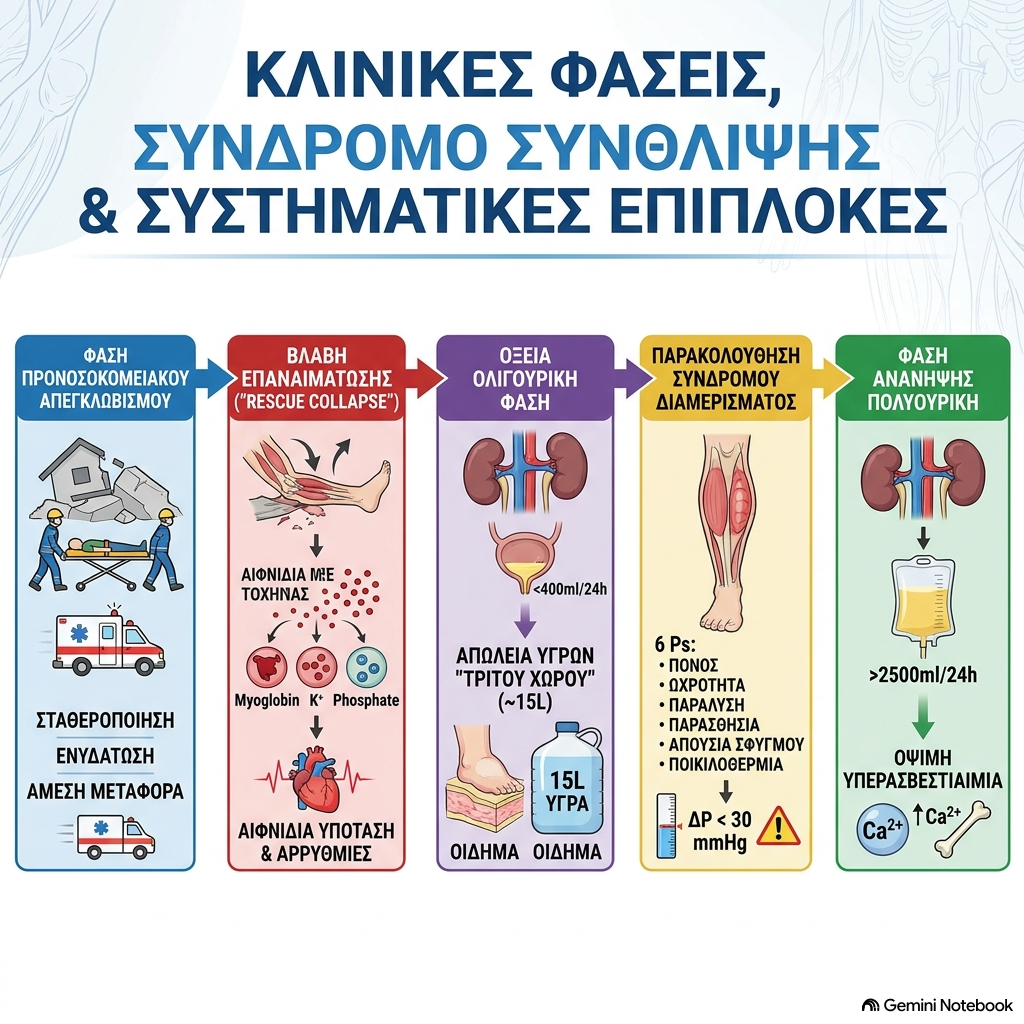 ΚΛΙΝΙΚΕΣ ΦΑΣΕΙΣ,
ΣΥΝΔΡΟΜΟ ΣΥΝΘΛΙΨΗΣ
& ΣΥΣΤΗΜΑΤΙΚΕΣ ΕΠΙΠΛΟΚΕΣ
ΦΑΣΗ
ΠΡΟΝΟΣΟΚΟΜΕΙΑΚΟΥ
ΑΠΕΓΚΛΩΒΙΣΜΟΥ
ΣΤΑΘΕΡΟΠΟΙΗΣΗ
ΕΝΥΔΑΤΩΣΗ
ΑΜΕΣΗ ΜΕΤΑΦΟΡΑ
ΒΛΑΒΗ
ΕΠΑΝΑΙΜΑΤΩΣΗΣ
("RESCUE COLLAPSE")
ΑΙΦΝΙΔΙΑ
ΤΟΧΗΝΑΣ
Myoglobin K⁺ Phosphate
ΑΙΦΝΙΔΙΑ ΥΠΟΤΑΣΗ
& ΑΡΡΥΘΜΙΕΣ
ΟΞΕΙΑ
ΟΛΙΓΟΥΡΙΚΗ
ΦΑΣΗ
<400ml/24h
ΑΠΩΛΕΙΑ ΥΓΡΩΝ
"ΤΡΙΤΟΥ ΧΩΡΟΥ"
(~15L)
15L
ΥΓΡΑ
ΟΙΔΗΜΑ ΟΙΔΗΜΑ
ΠΑΡΑΚΟΛΟΥΘΗΣΗ
ΣΥΝΔΡΟΜΟΥ
ΔΙΑΜΕΡΙΣΜΑΤΟΣ
6 Ps:
• ΠΟΝΟΣ
• ΩΧΡΟΤΗΤΑ
• ΠΑΡΑΛΥΣΗ
• ΠΑΡΑΣΘΗΣΙΑ
• ΑΠΟΥΣΙΑ ΣΦΥΓΜΟΥ
• ΠΟΙΚΙΛΟΘΕΡΜΙΑ
ΔP < 30
mmHg
ΦΑΣΗ
ΑΝΑΝΗΨΗΣ
ΠΟΛΥΟΥΡΙΚΗ
>2500ml/24h
ΟΨΙΜΗ
ΥΠΕΡΑΣΒΕΣΤΙΑΙΜΙΑ
Ca²⁺
↑Ca²⁺
Gemini Notebook